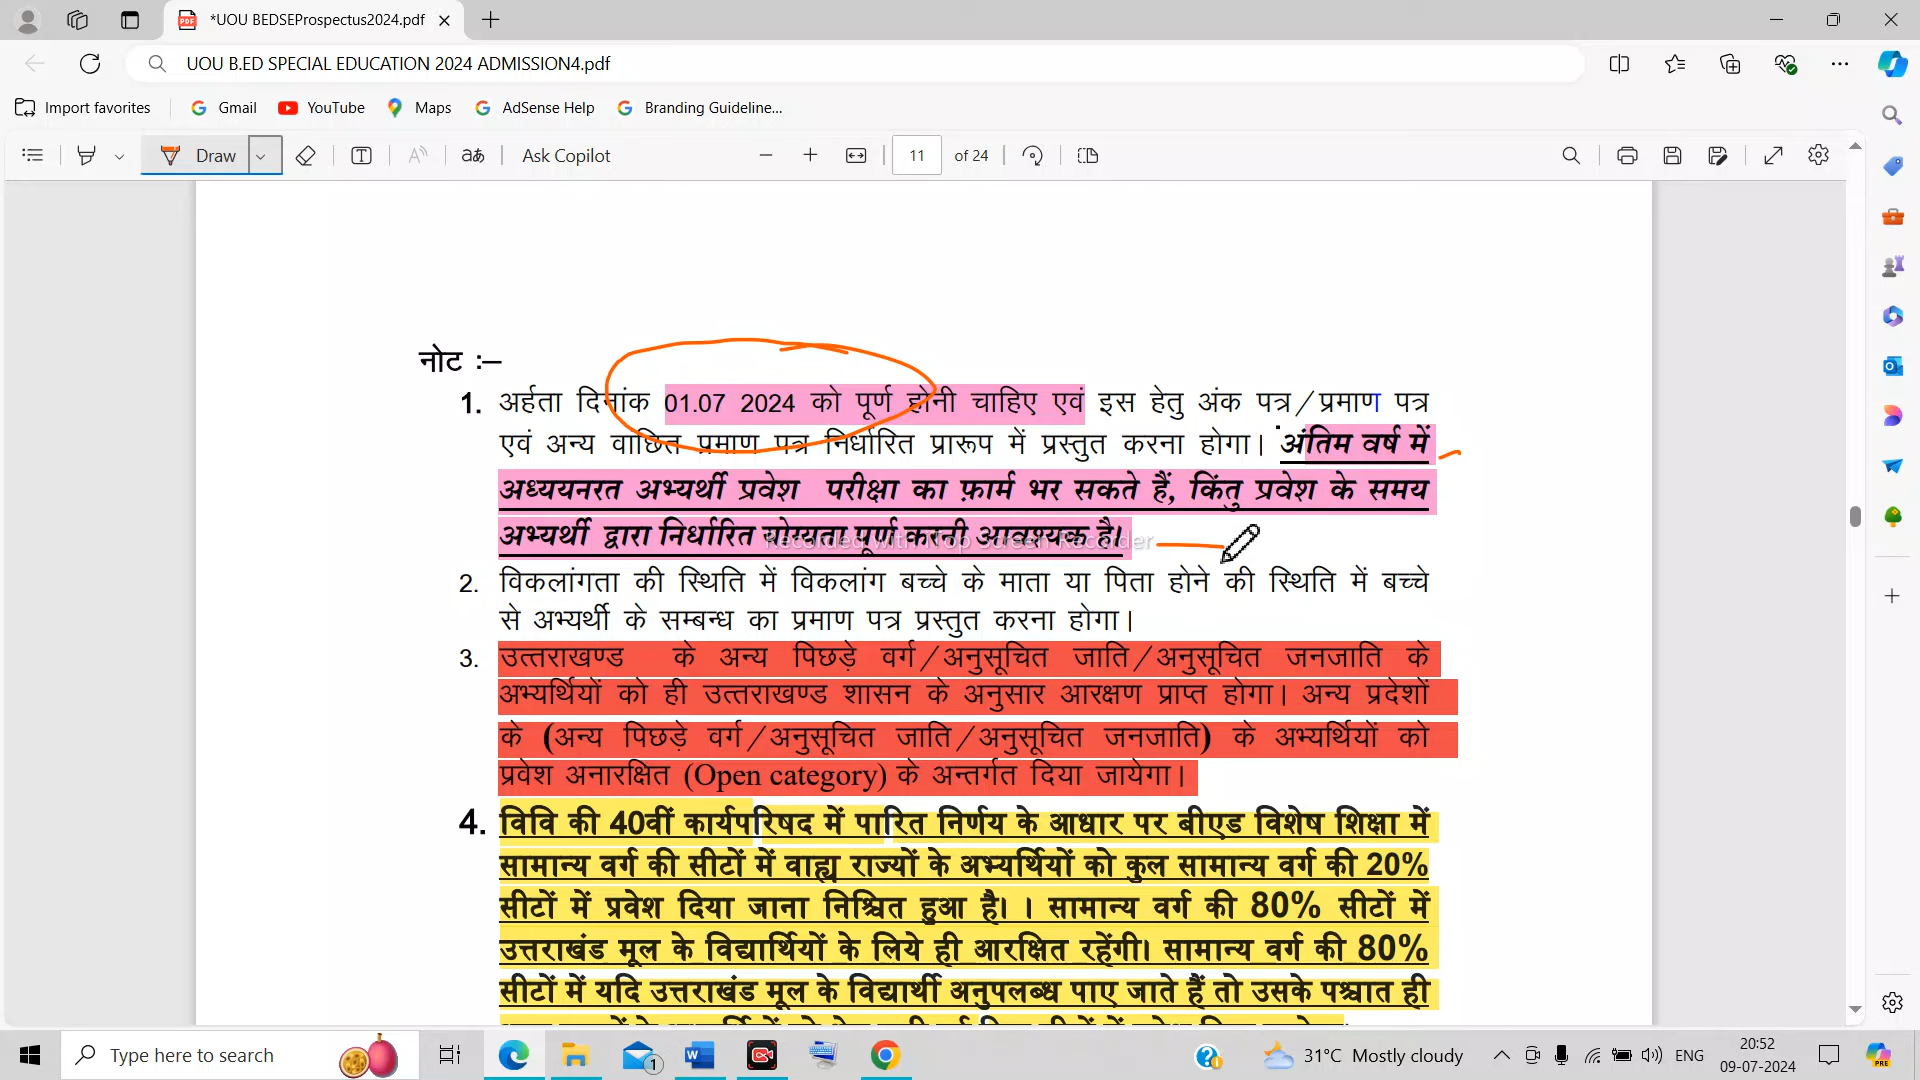 *UOU BEDSEProspectus2024.pdf
UOU B.ED SPECIAL EDUCATION 2024 ADMISSION4.pdf
Import favorites Gmail YouTube Maps AdSense Help Branding Guideline...
Draw Ask Copilot 11 of 24
नोट :–
1. अर्हता दिनांक 01.07 2024 को पूर्ण होनी चाहिए एवं इस हेतु अंक पत्र/प्रमाण पत्र
एवं अन्य वाछित प्रमाण पत्र निर्धारित प्रारूप में प्रस्तुत करना होगा। अंतिम वर्ष में
अध्ययनरत अभ्यर्थी प्रवेश परीक्षा का फ़ार्म भर सकते हैं, किंतु प्रवेश के समय
अभ्यर्थी द्वारा निर्धारित योग्यता पूर्ण करनी आवश्यक है।
Recorded with iTop Screen Recorder
2. विकलांगता की स्थिति में विकलांग बच्चे के माता या पिता होने की स्थिति में बच्चे
से अभ्यर्थी के सम्बन्ध का प्रमाण पत्र प्रस्तुत करना होगा।
3. उत्तराखण्ड के अन्य पिछड़े वर्ग/अनुसूचित जाति/अनुसूचित जनजाति के
अभ्यर्थियों को ही उत्तराखण्ड शासन के अनुसार आरक्षण प्राप्त होगा। अन्य प्रदेशों
के (अन्य पिछड़े वर्ग/अनुसूचित जाति/अनुसूचित जनजाति) के अभ्यर्थियों को
प्रवेश अनारक्षित (Open category) के अन्तर्गत दिया जायेगा।
4. विवि की 40वीं कार्यपरिषद में पारित निर्णय के आधार पर बीएड विशेष शिक्षा में
सामान्य वर्ग की सीटों में वाह्य राज्यों के अभ्यर्थियों को कुल सामान्य वर्ग की 20%
सीटों में प्रवेश दिया जाना निश्चित हुआ है। । सामान्य वर्ग की 80% सीटों में
उत्तराखंड मूल के विद्यार्थियों के लिये ही आरक्षित रहेंगी। सामान्य वर्ग की 80%
सीटों में यदि उत्तराखंड मूल के विद्यार्थी अनुपलब्ध पाए जाते हैं तो उसके पश्चात ही
Type here to search 1 31°C Mostly cloudy ENG 20:52
09-07-2024